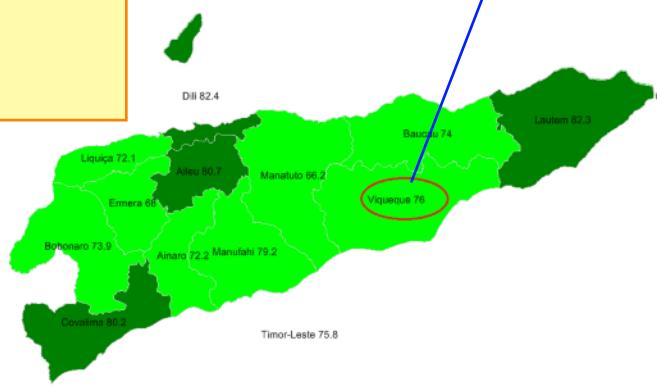 Dili 82.4
Lautem 82.3
Baucau 74
Liquiça 72.1
Aileu 80.7
Manatuto 66.2
Viqueque 76
Ermera 68
Bobonaro 73.9
Ainaro 72.2
Manufahi 79.2
Covalima 80.2
Timor-Leste 75.8